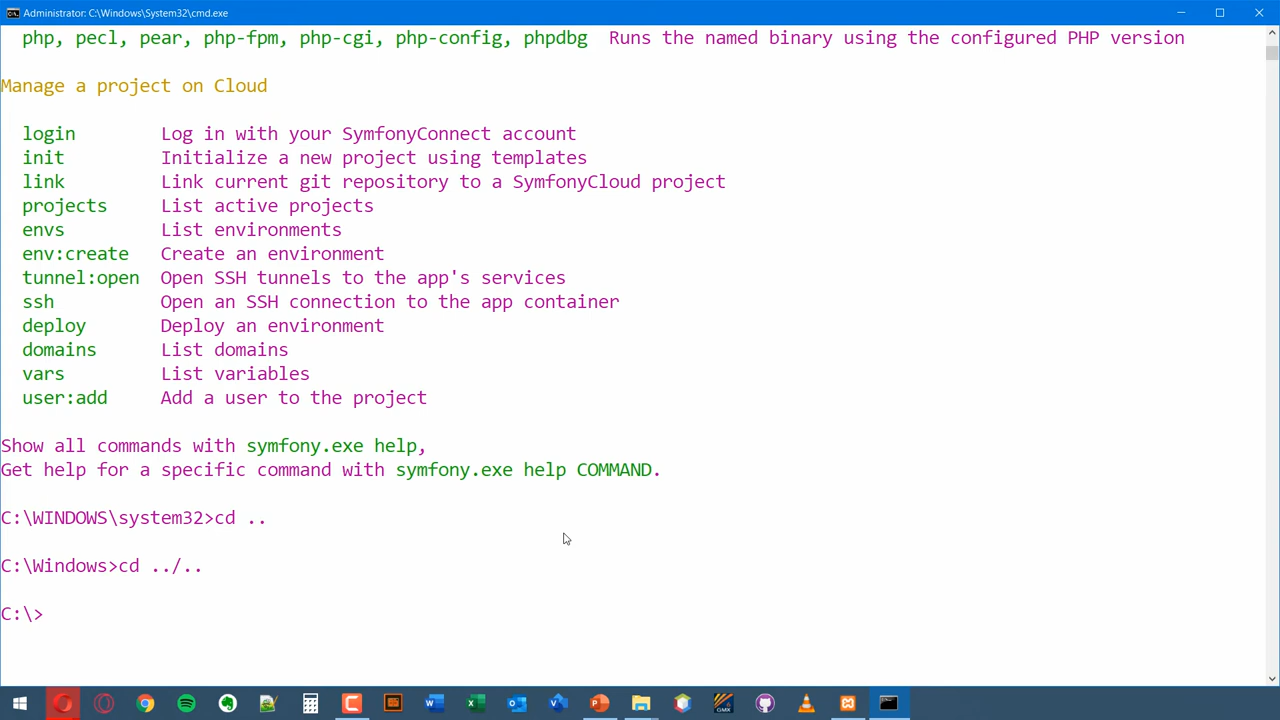 Administrator: C:\Windows\System32\cmd.exe
php, pecl, pear, php-fpm, php-cgi, php-config, phpdbg  Runs the named binary using the configured PHP version
Manage a project on Cloud
login        Log in with your SymfonyConnect account
init         Initialize a new project using templates
link         Link current git repository to a SymfonyCloud project
projects     List active projects
envs         List environments
env:create   Create an environment
tunnel:open  Open SSH tunnels to the app's services
ssh          Open an SSH connection to the app container
deploy       Deploy an environment
domains      List domains
vars         List variables
user:add     Add a user to the project
Show all commands with symfony.exe help,
Get help for a specific command with symfony.exe help COMMAND.
C:\WINDOWS\system32>cd ..
C:\Windows>cd ../..
C:\>